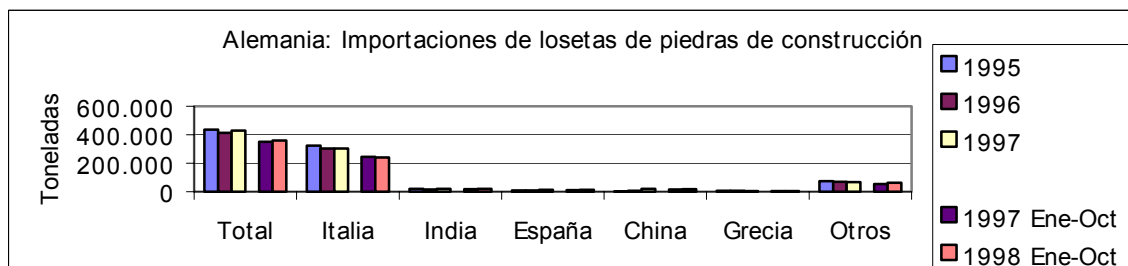 Alemania: Importaciones de losetas de piedras de construcción
Toneladas
600.000
400.000
200.000
0
Total Italia India España China Grecia Otros
1995
1996
1997
1997 Ene-Oct
1998 Ene-Oct